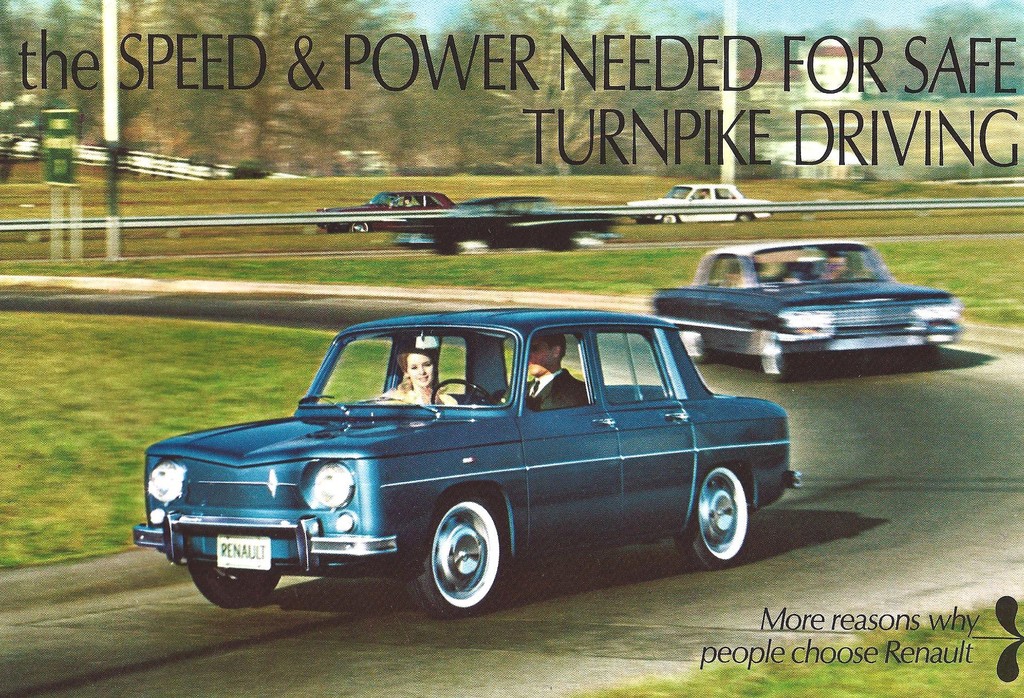 the SPEED & POWER NEEDED FOR SAFE
TURNPIKE DRIVING
RENAULT
More reasons why
people choose Renault